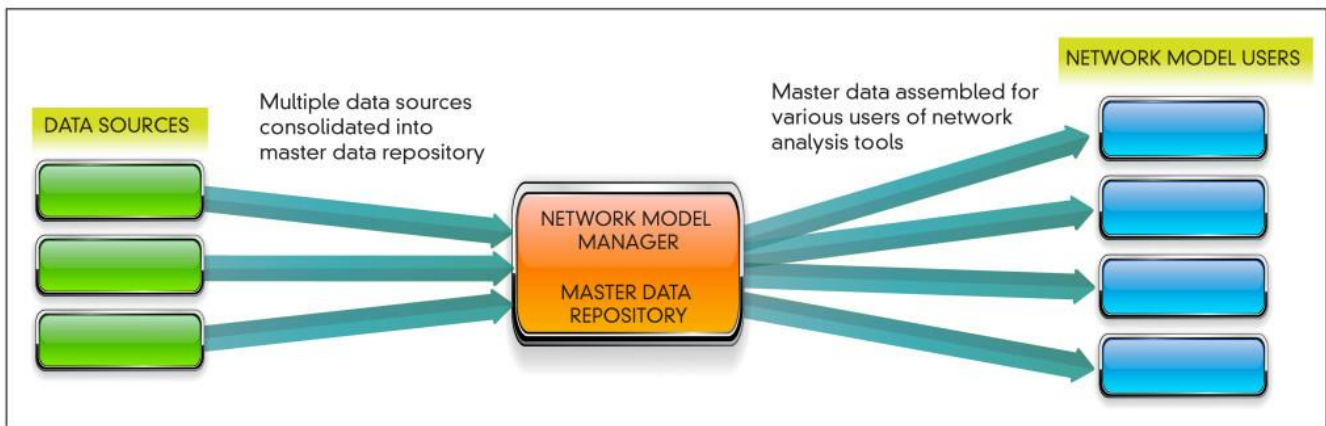 DATA SOURCES
Multiple data sources
consolidated into
master data repository
NETWORK MODEL
MANAGER
MASTER DATA
REPOSITORY
Master data assembled for
various users of network
analysis tools
NETWORK MODEL USERS